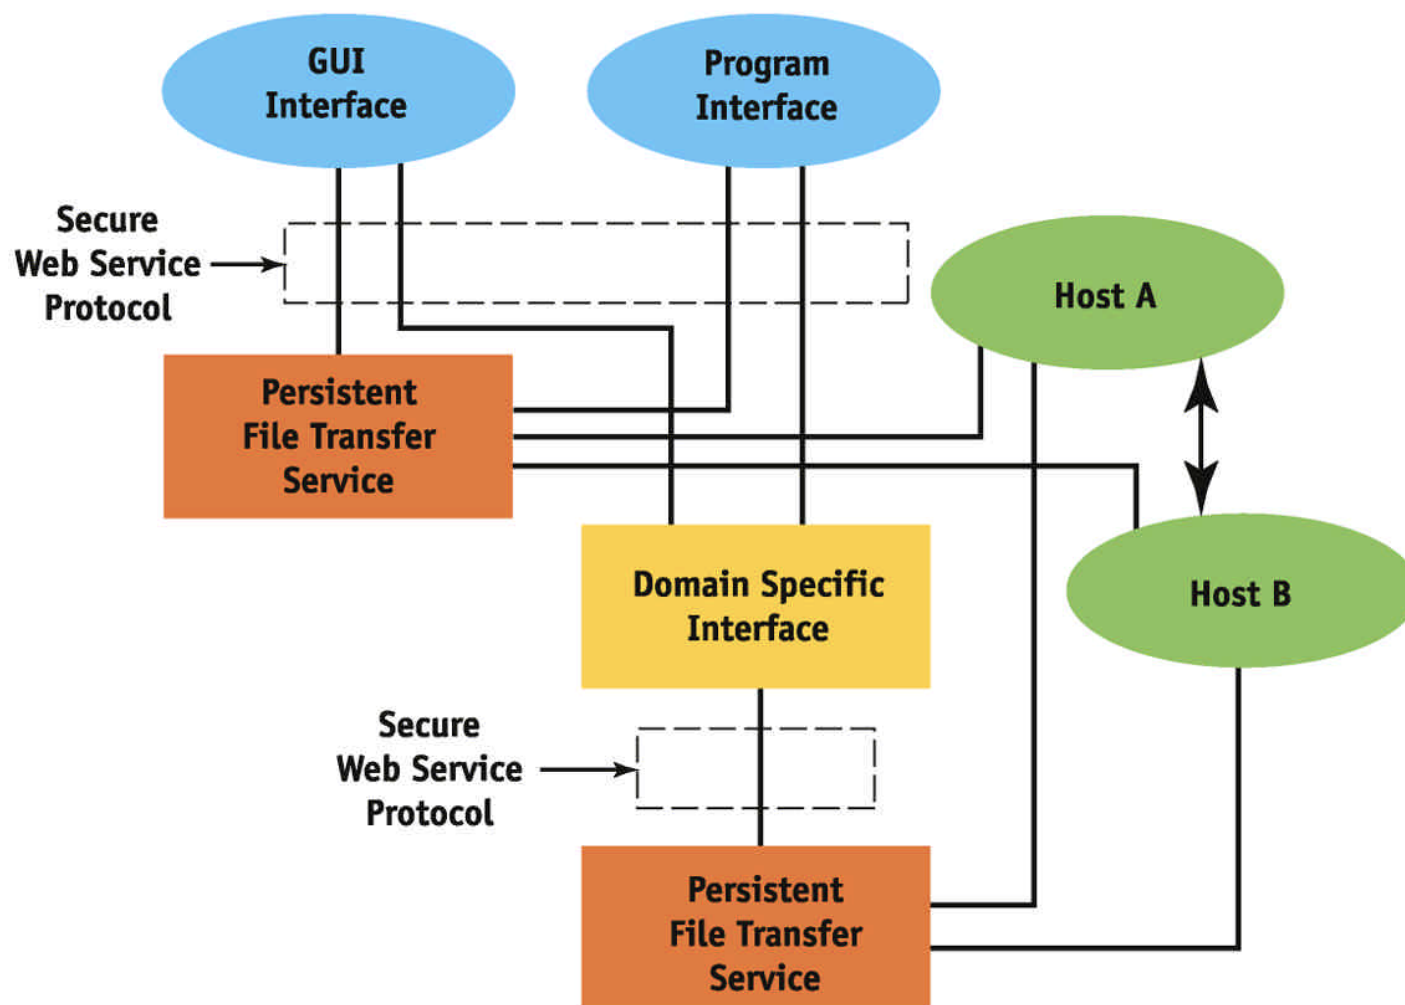 GUI
Interface
Program
Interface
Secure
Web Service
Protocol
Host A
Persistent
File Transfer
Service
Domain Specific
Interface
Host B
Secure
Web Service
Protocol
Persistent
File Transfer
Service